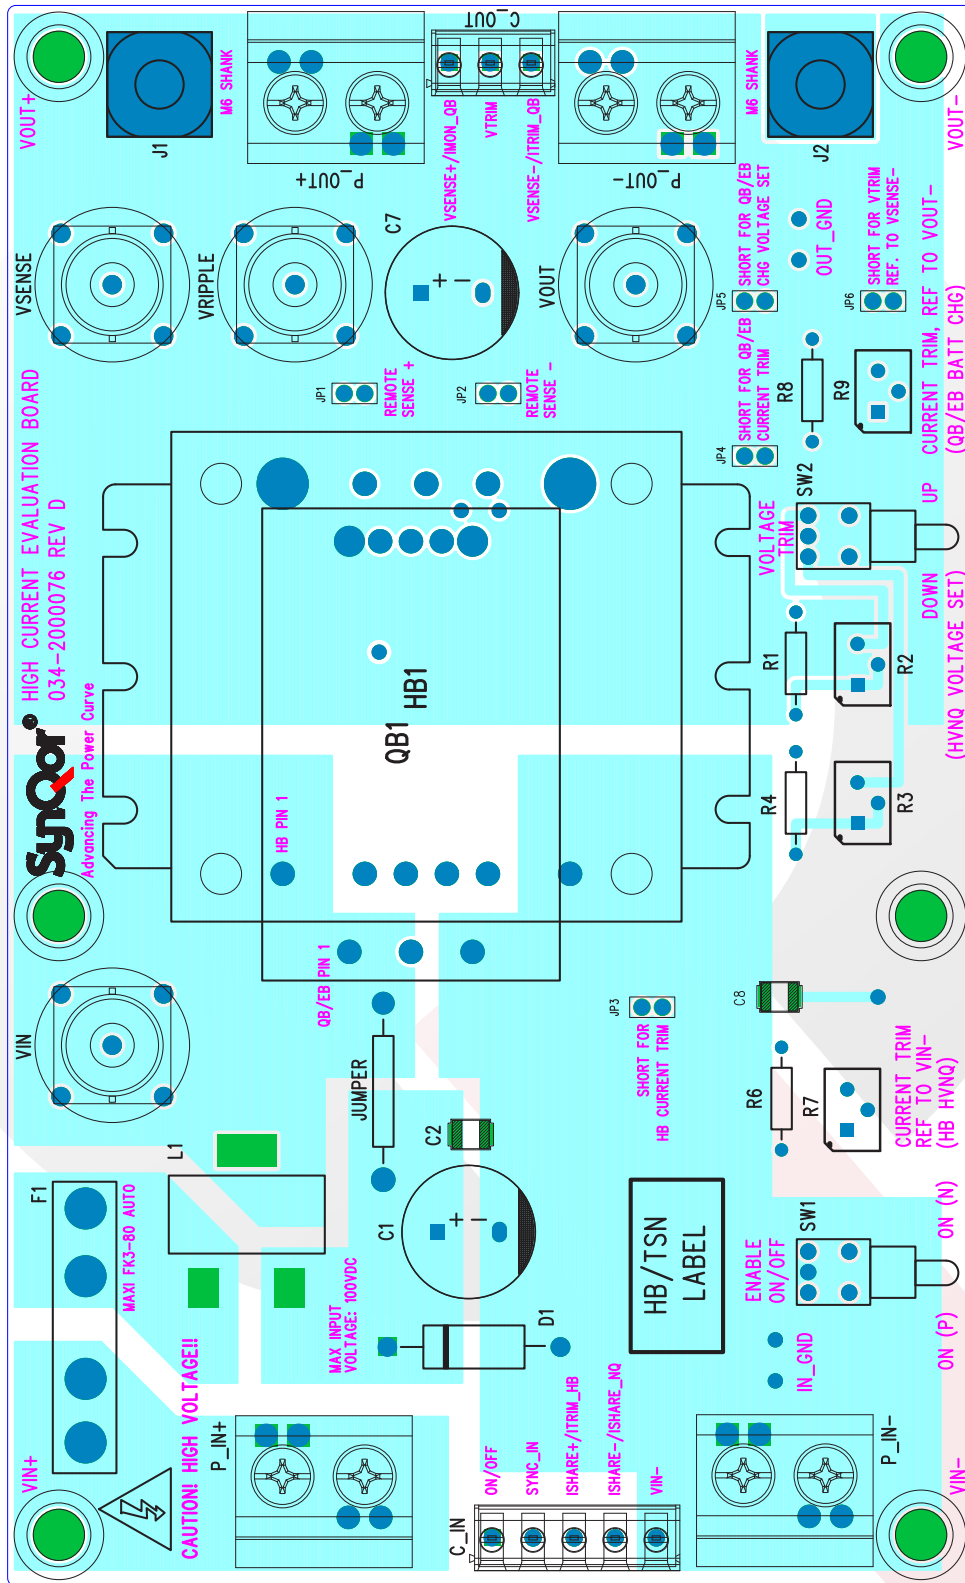 VOUT+
J1
M6 SHANK
P_OUT+
C_OUT
VSENSE+/IMON_QB
VTRIM
VSENSE-/ITRIM_QB
P_OUT-
M6 SHANK
J2
VOUT-
VSENSE
VRIPPLE
C7
+ -
VOUT
JP5
SHORT FOR QB/EB
CHG VOLTAGE SET
OUT_GND
SHORT FOR VTRIM
REF. TO VSENSE-
JP6
JP1
REMOTE
SENSE +
JP2
REMOTE
SENSE -
JP4
SHORT FOR QB/EB
CURRENT TRIM
R8
R9
CURRENT TRIM, REF TO VOUT-
(QB/EB BATT CHG)
HIGH CURRENT EVALUATION BOARD
034-2000076 REV D
SynQor®
Advancing The Power Curve
QB1
HB1
HB PIN 1
QB/EB PIN 1
VOLTAGE
TRIM
SW2
DOWN
UP
(HVNQ VOLTAGE SET)
R1
R2
R4
R3
VIN
JUMPER
JP3
SHORT FOR
HB CURRENT TRIM
C8
R6
R7
CURRENT TRIM
REF TO VIN-
(HB HVNQ)
F1
MAXI FK3-80 AUTO
L1
C2
C1
+ -
MAX INPUT
VOLTAGE: 100VDC
D1
HB/TSN
LABEL
ENABLE
ON/OFF
SW1
ON (P)
ON (N)
IN_GND
VIN+
CAUTION! HIGH VOLTAGE!!
P_IN+
C_IN
ON/OFF
SYNC_IN
ISHARE+/ITRIM_HB
ISHARE-/ISHARE_NQ
VIN-
P_IN-
VIN-